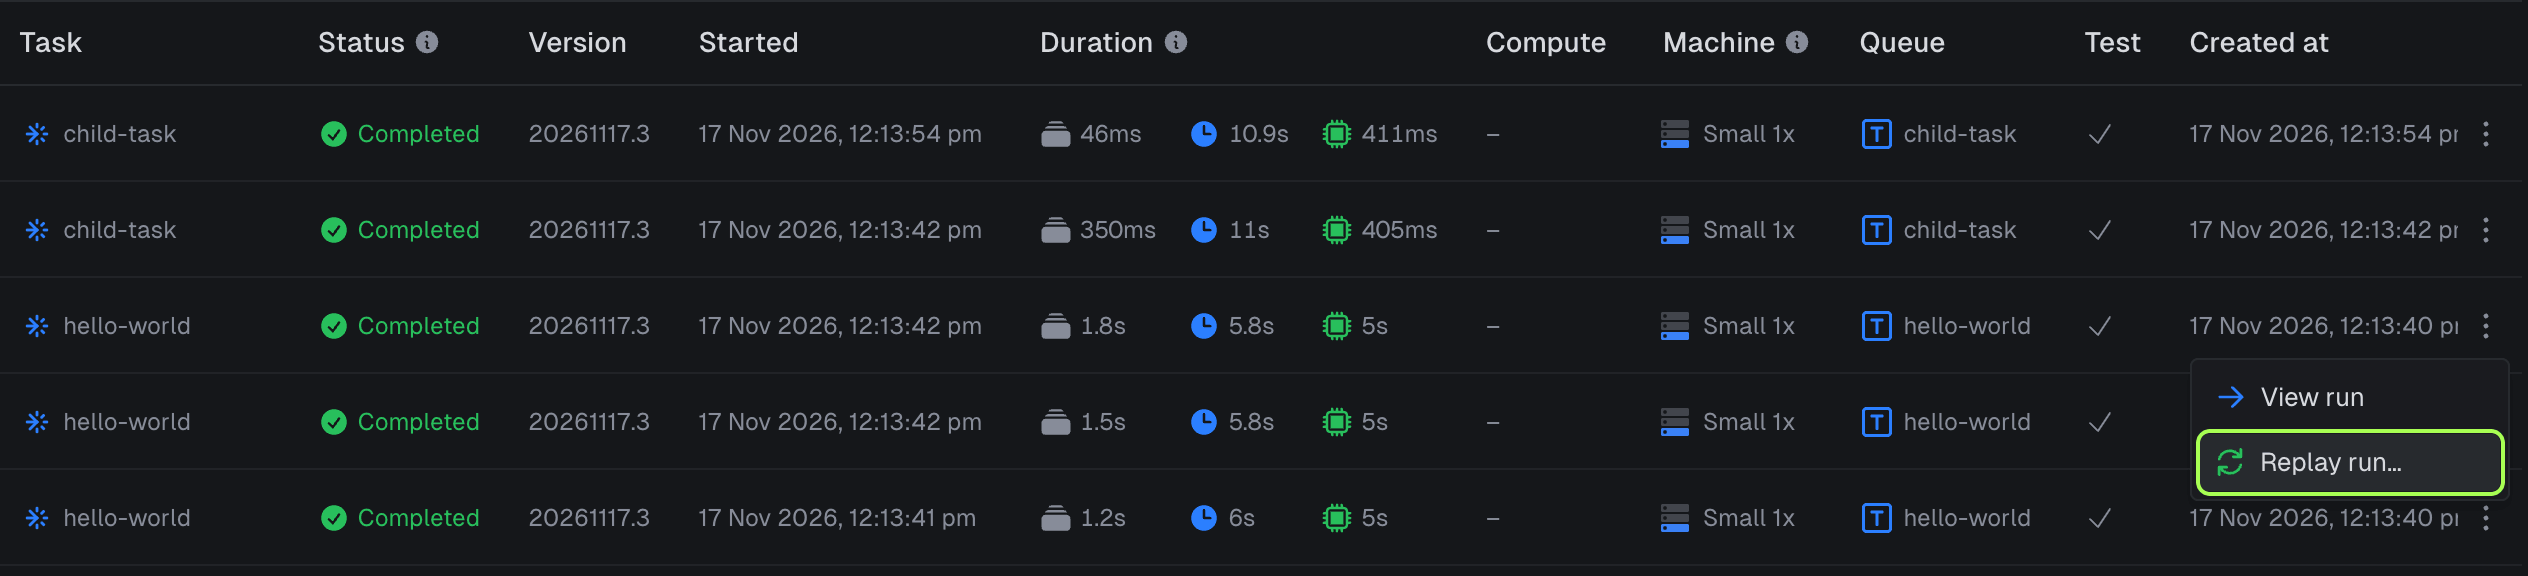 Task Status Version Started Duration Compute Machine Queue Test Created at
child-task Completed 20261117.3 17 Nov 2026, 12:13:54 pm 46ms 10.9s 411ms – Small 1x T child-task 17 Nov 2026, 12:13:54 pr
child-task Completed 20261117.3 17 Nov 2026, 12:13:42 pm 350ms 11s 405ms – Small 1x T child-task 17 Nov 2026, 12:13:42 pr
hello-world Completed 20261117.3 17 Nov 2026, 12:13:42 pm 1.8s 5.8s 5s – Small 1x T hello-world 17 Nov 2026, 12:13:40 pr
View run
hello-world Completed 20261117.3 17 Nov 2026, 12:13:42 pm 1.5s 5.8s 5s – Small 1x T hello-world
Replay run...
hello-world Completed 20261117.3 17 Nov 2026, 12:13:41 pm 1.2s 6s 5s – Small 1x T hello-world 17 Nov 2026, 12:13:40 pr